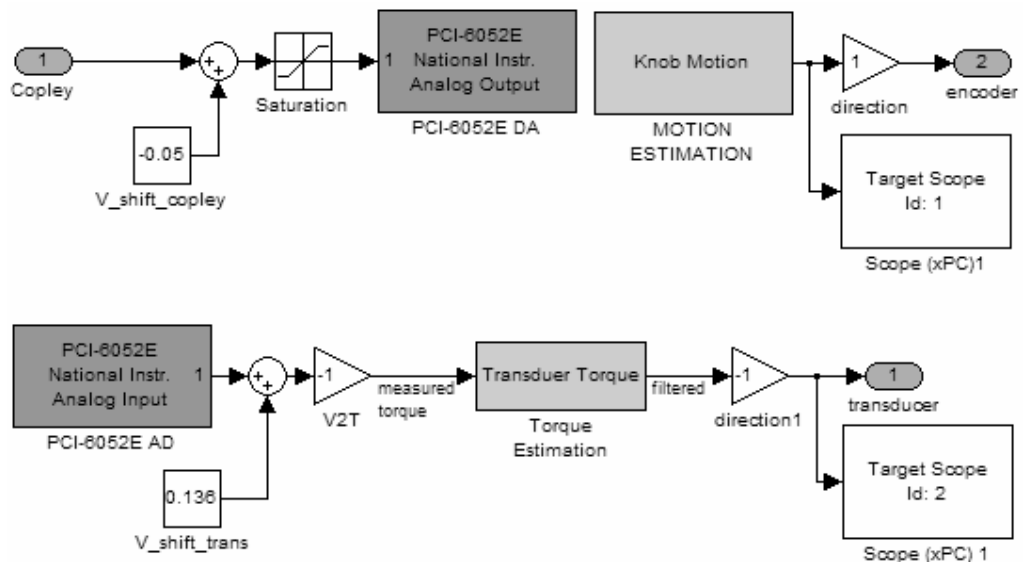 1
Copley
-0.05
V_shift_copley
Saturation
1
PCI-6052E
National Instr.
Analog Output
PCI-6052E DA
Knob Motion
MOTION
ESTIMATION
1
direction
2
encoder
Target Scope
Id: 1
Scope (xPC)1
PCI-6052E
National Instr.
Analog Input
1
PCI-6052E AD
0.136
V_shift_trans
-1
V2T
measured
torque
Transduer Torque
Torque
Estimation
filtered
-1
direction1
1
transducer
Target Scope
Id: 2
Scope (xPC) 1